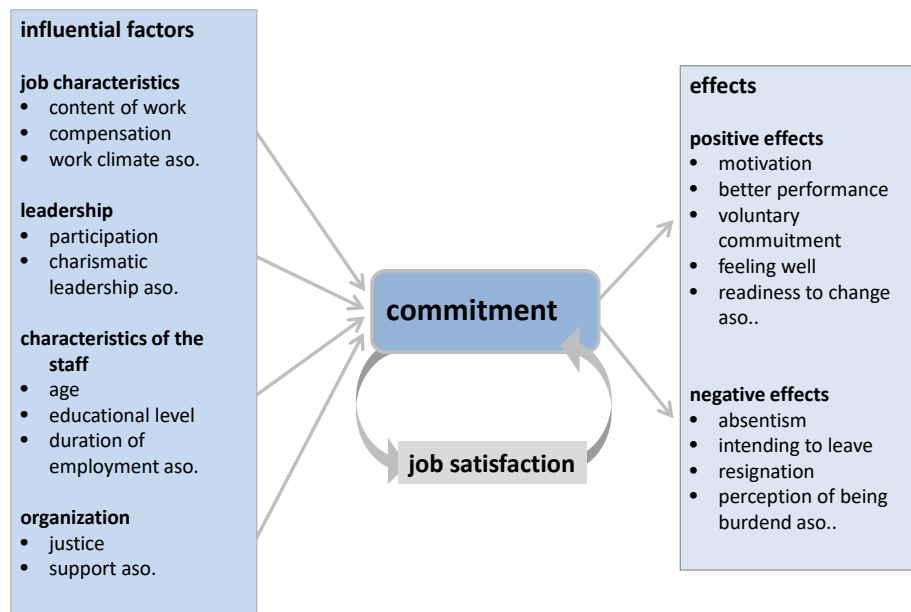 influential factors
job characteristics
• content of work
• compensation
• work climate aso.
leadership
• participation
• charismatic
leadership aso.
characteristics of the
staff
• age
• educational level
• duration of
employment aso.
organization
• justice
• support aso.
commitment
job satisfaction
effects
positive effects
• motivation
• better performance
• voluntary
commuitment
• feeling well
• readiness to change
aso..
negative effects
• absentism
• intending to leave
• resignation
• perception of being
burdend aso..